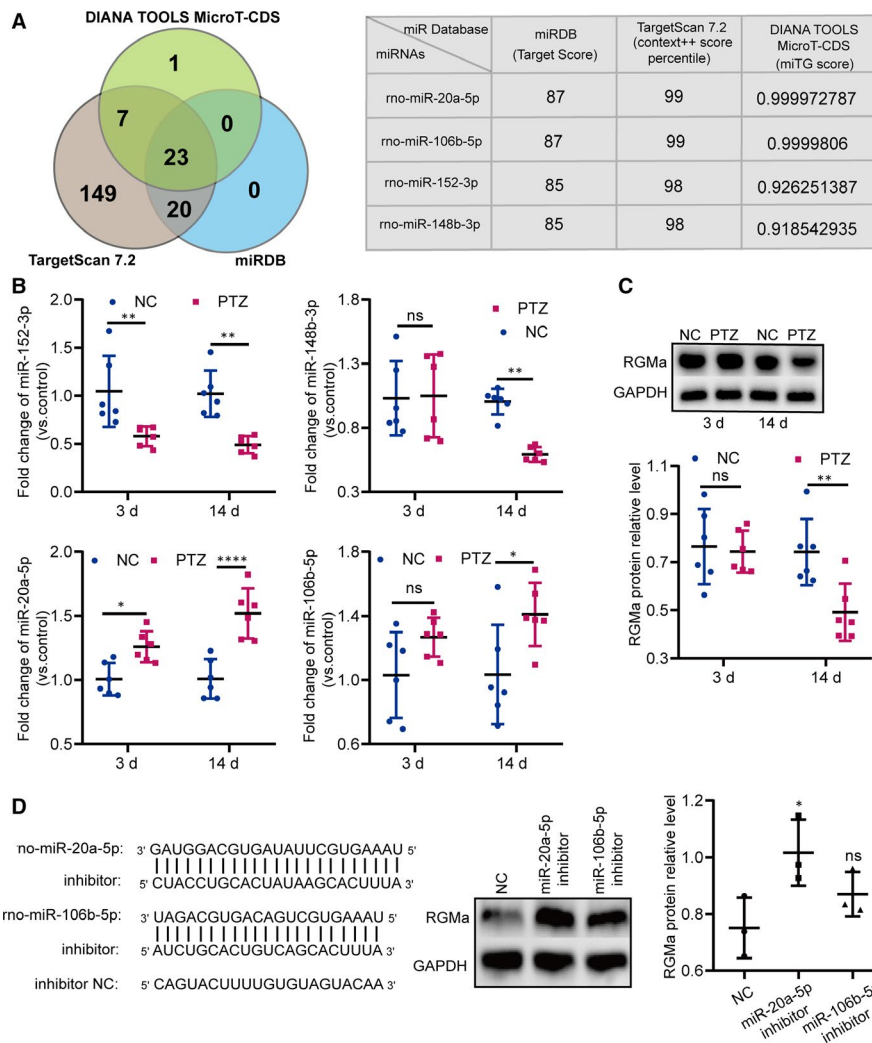 A
DIANA TOOLS MicroT-CDS
1
7
0
23
149
20
0
TargetScan 7.2
miRDB
miR Database
miRNAs
miRDB
(Target Score)
TargetScan 7.2
(context++ score
percentile)
DIANA TOOLS
MicroT-CDS
(miTG score)
rno-miR-20a-5p 87 99 0.999972787
rno-miR-106b-5p 87 99 0.9999806
rno-miR-152-3p 85 98 0.926251387
rno-miR-148b-3p 85 98 0.918542935
B
Fold change of miR-152-3p
(vs.control)
2.0
1.5
1.0
0.5
0.0
NC PTZ
**
**
3 d 14 d
Fold change of miR-148b-3p
(vs.control)
1.8
1.3
0.8
0.3
PTZ
NC
ns
**
3 d 14 d
Fold change of miR-20a-5p
(vs.control)
2.0
1.5
1.0
0.5
NC PTZ
*
****
3 d 14 d
Fold change of miR-106b-5p
(vs.control)
1.8
1.4
1.0
0.6
NC PTZ
ns
*
3 d 14 d
C
NC PTZ NC PTZ
RGMa
GAPDH
3 d 14 d
RGMa protein relative level
1.1
0.9
0.7
0.5
0.3
NC PTZ
ns
**
3 d 14 d
D
rno-miR-20a-5p: 3' GAUGGACGUGAUAUUCGUGAAAU 5'
inhibitor: 5' CUACCUGCACUAUAAGCACUUUA 3'
rno-miR-106b-5p: 3' UAGACGUGACAGUCGUGAAAU 5'
inhibitor: 5' AUCUGCACUGUCAGCACUUUA 3'
inhibitor NC: 5' CAGUACUUUUGUGUAGUACAA 3'
NC
miR-20a-5p
inhibitor
miR-106b-5p
inhibitor
RGMa
GAPDH
RGMa protein relative level
1.2
1.0
0.8
0.6
*
ns
NC
miR-20a-5p
inhibitor
miR-106b-5p
inhibitor